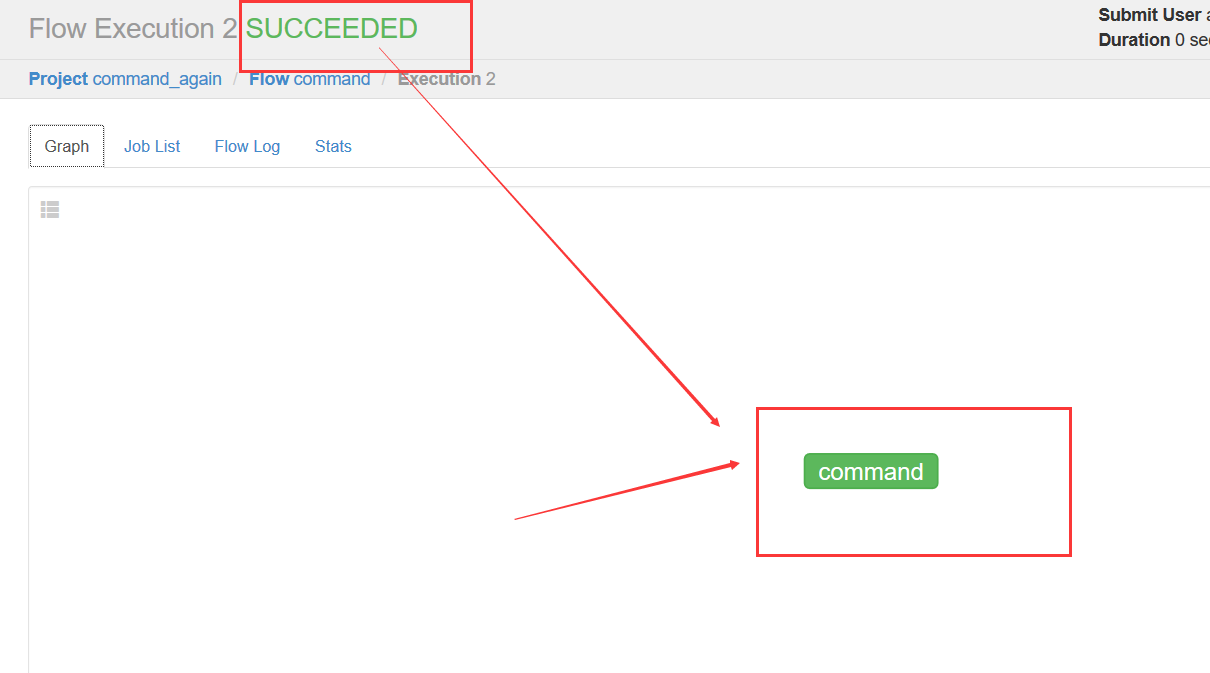 Flow Execution 2 SUCCEEDED
Submit User
Duration 0
Project command_again / Flow command / Execution 2
Graph Job List Flow Log Stats
command